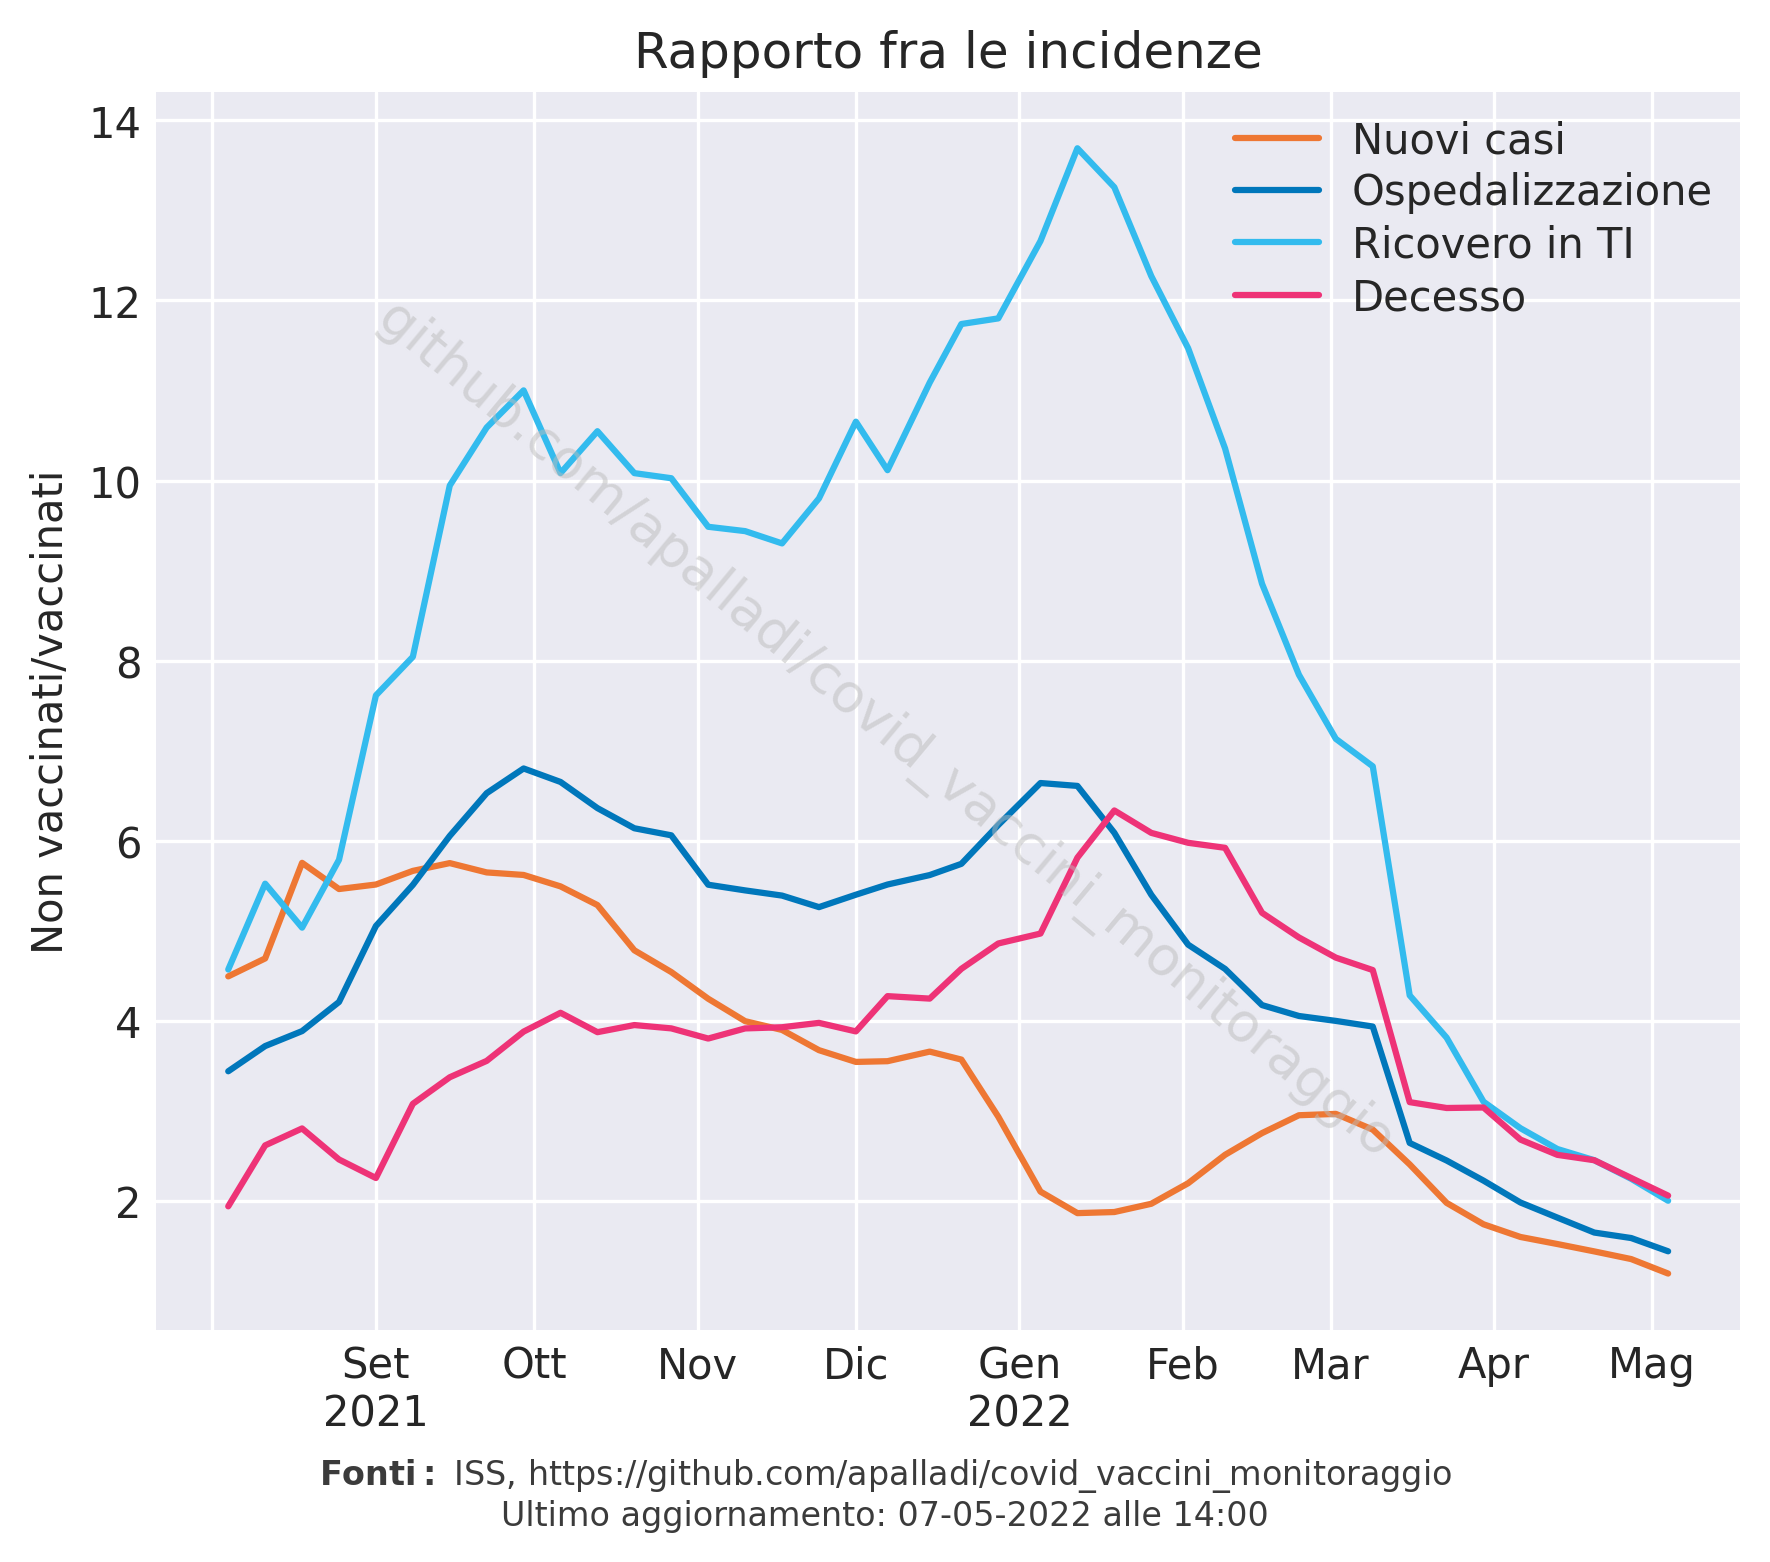 Rapporto fra le incidenze
14
12
10
8
6
4
2
Non vaccinati/vaccinati
Nuovi casi
Ospedalizzazione
Ricovero in TI
Decesso
github.com/apalladi/covid_vaccini_monitoraggio
Set Ott Nov Dic Gen Feb Mar Apr Mag
2021 2022
Fonti: ISS, https://github.com/apalladi/covid_vaccini_monitoraggio
Ultimo aggiornamento: 07-05-2022 alle 14:00